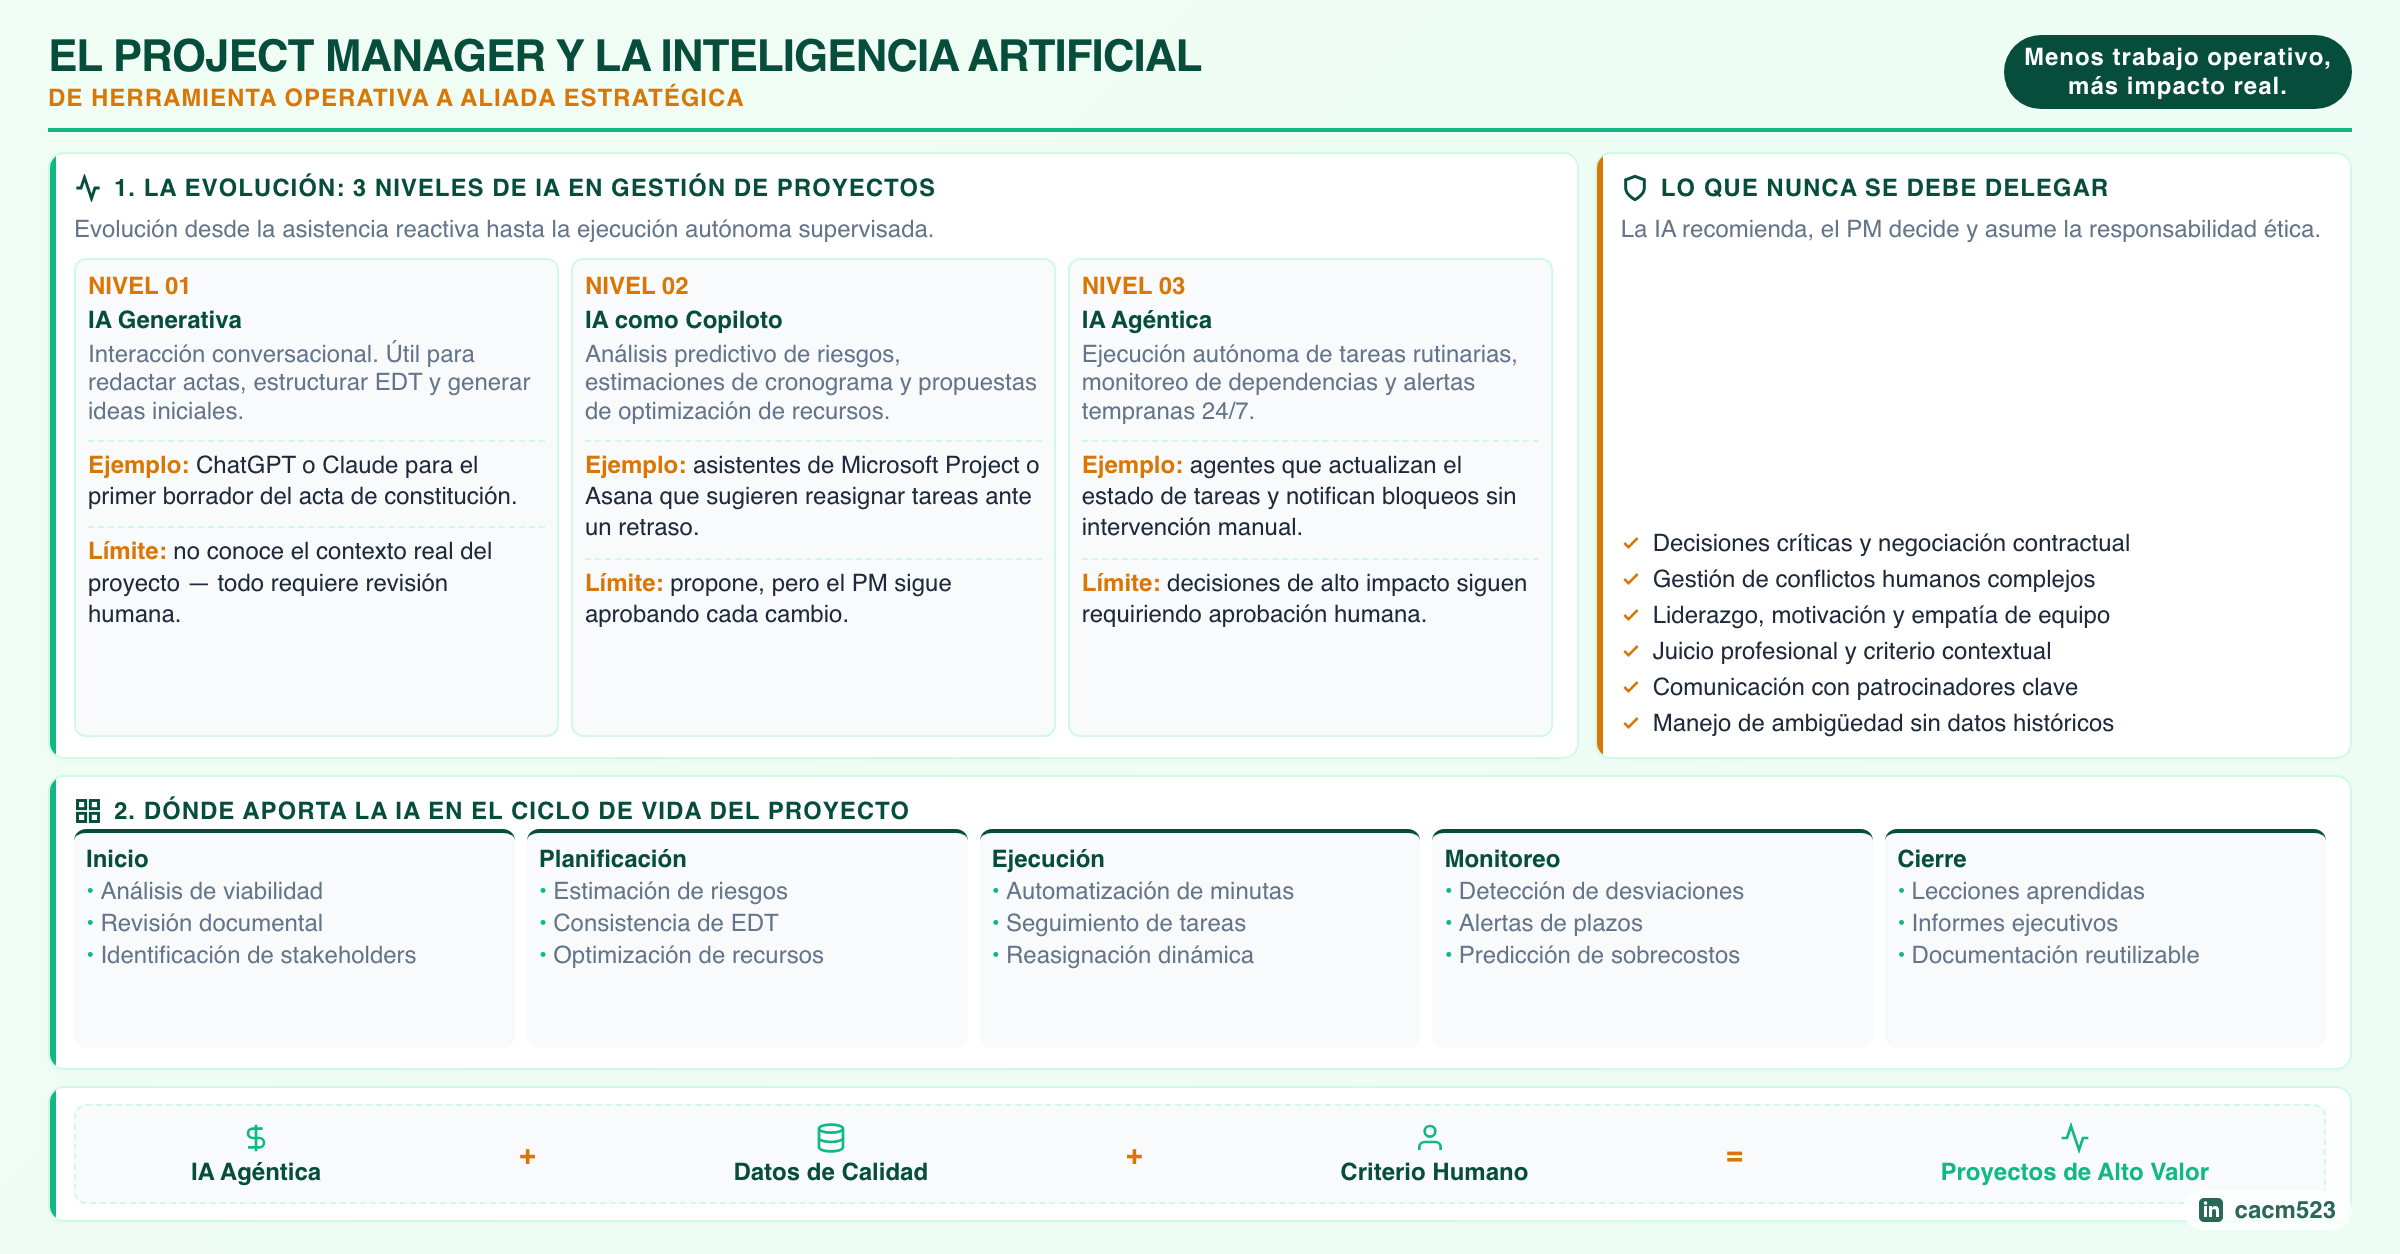 EL PROJECT MANAGER Y LA INTELIGENCIA ARTIFICIAL
DE HERRAMIENTA OPERATIVA A ALIADA ESTRATÉGICA
Menos trabajo operativo,
más impacto real.
1. LA EVOLUCIÓN: 3 NIVELES DE IA EN GESTIÓN DE PROYECTOS
Evolución desde la asistencia reactiva hasta la ejecución autónoma supervisada.
NIVEL 01
IA Generativa
Interacción conversacional. Útil para
redactar actas, estructurar EDT y generar
ideas iniciales.
Ejemplo: ChatGPT o Claude para el
primer borrador del acta de constitución.
Límite: no conoce el contexto real del
proyecto — todo requiere revisión
humana.
NIVEL 02
IA como Copiloto
Análisis predictivo de riesgos,
estimaciones de cronograma y propuestas
de optimización de recursos.
Ejemplo: asistentes de Microsoft Project o
Asana que sugieren reasignar tareas ante
un retraso.
Límite: propone, pero el PM sigue
aprobando cada cambio.
NIVEL 03
IA Agéntica
Ejecución autónoma de tareas rutinarias,
monitoreo de dependencias y alertas
tempranas 24/7.
Ejemplo: agentes que actualizan el
estado de tareas y notifican bloqueos sin
intervención manual.
Límite: decisiones de alto impacto siguen
requiriendo aprobación humana.
LO QUE NUNCA SE DEBE DELEGAR
La IA recomienda, el PM decide y asume la responsabilidad ética.
✓ Decisiones críticas y negociación contractual
✓ Gestión de conflictos humanos complejos
✓ Liderazgo, motivación y empatía de equipo
✓ Juicio profesional y criterio contextual
✓ Comunicación con patrocinadores clave
✓ Manejo de ambigüedad sin datos históricos
2. DÓNDE APORTA LA IA EN EL CICLO DE VIDA DEL PROYECTO
Inicio
• Análisis de viabilidad
• Revisión documental
• Identificación de stakeholders
Planificación
• Estimación de riesgos
• Consistencia de EDT
• Optimización de recursos
Ejecución
• Automatización de minutas
• Seguimiento de tareas
• Reasignación dinámica
Monitoreo
• Detección de desviaciones
• Alertas de plazos
• Predicción de sobrecostos
Cierre
• Lecciones aprendidas
• Informes ejecutivos
• Documentación reutilizable
IA Agéntica
+
Datos de Calidad
+
Criterio Humano
=
Proyectos de Alto Valor
in cacm523